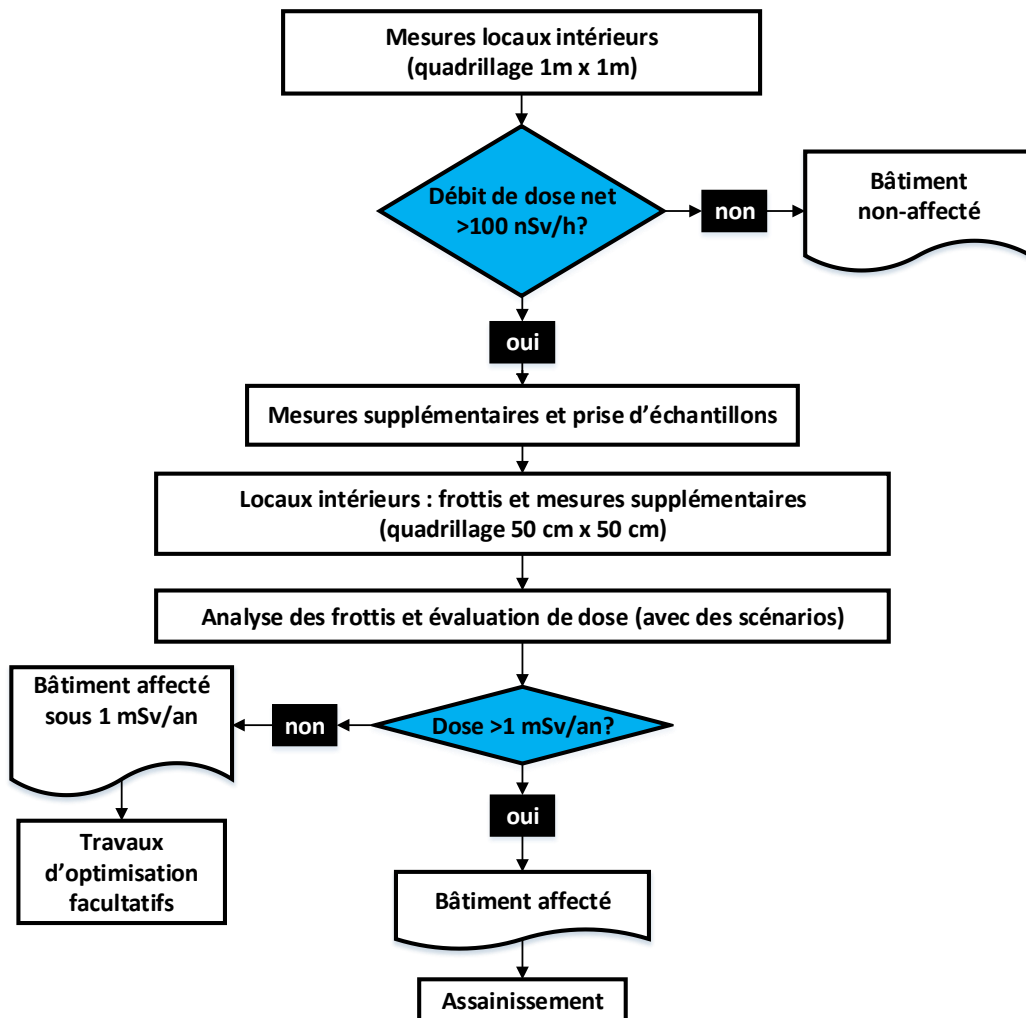 Mesures locaux intérieurs
(quadrillage 1m x 1m)
Débit de dose net
>100 nSv/h?
non
Bâtiment
non-affecté
oui
Mesures supplémentaires et prise d’échantillons
Locaux intérieurs : frottis et mesures supplémentaires
(quadrillage 50 cm x 50 cm)
Analyse des frottis et évaluation de dose (avec des scénarios)
Dose >1 mSv/an?
non
Bâtiment affecté
sous 1 mSv/an
Travaux
d’optimisation
facultatifs
oui
Bâtiment affecté
Assainissement